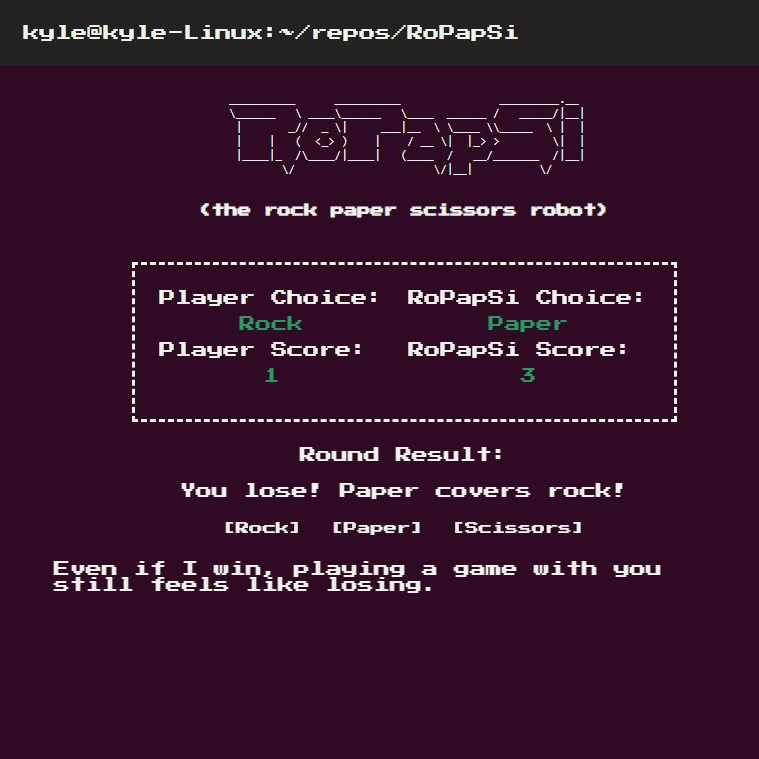 kyle@kyle-Linux:~/repos/RoPapSi
RoPapSi
(the rock paper scissors robot)
Player Choice: RoPapSi Choice:
Rock Paper
Player Score: RoPapSi Score:
1 3
Round Result:
You lose! Paper covers rock!
[Rock] [Paper] [Scissors]
Even if I win, playing a game with you
still feels like losing.